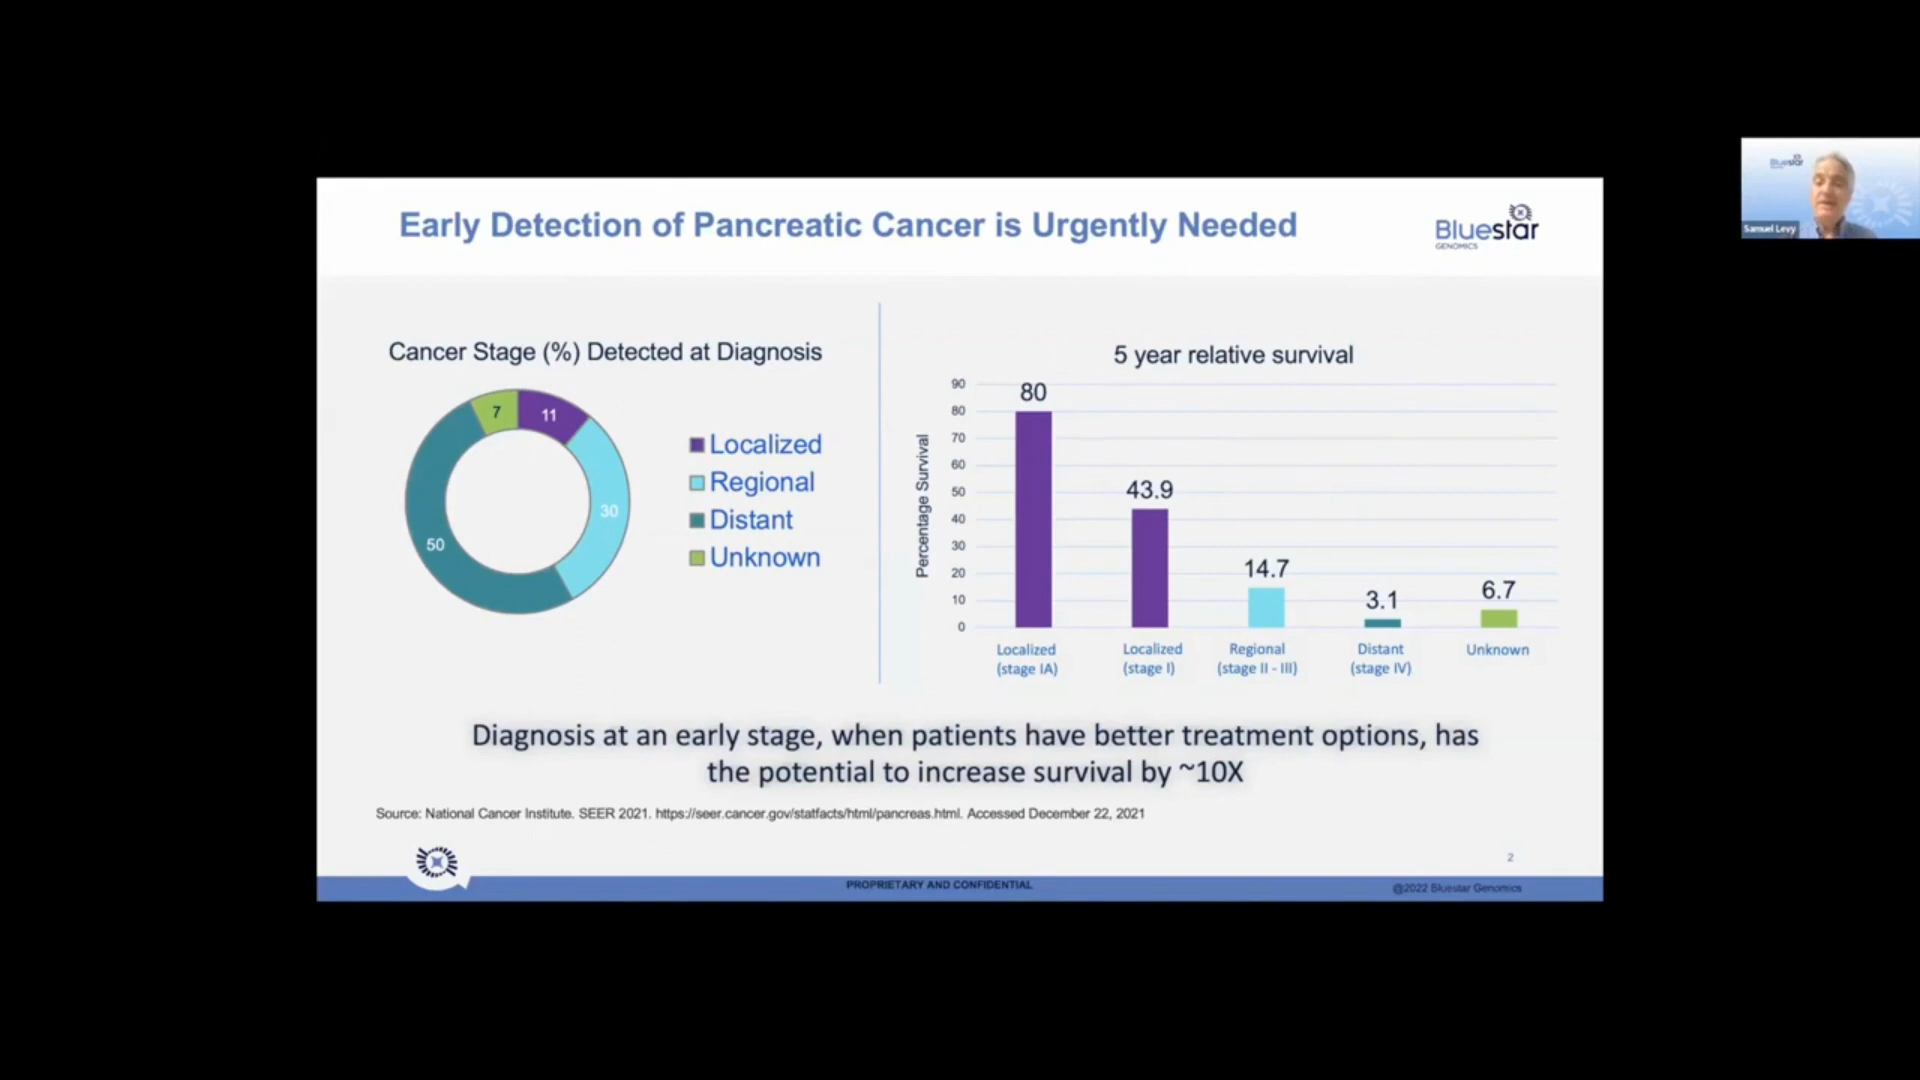 Early Detection of Pancreatic Cancer is Urgently Needed
Bluestar
GENOMICS
Bluestar
Samuel Levy
Cancer Stage (%) Detected at Diagnosis
7
11
30
50
Localized
Regional
Distant
Unknown
5 year relative survival
Percentage Survival
90
80
70
60
50
40
30
20
10
0
80
43.9
14.7
3.1
6.7
Localized
(stage IA)
Localized
(stage I)
Regional
(stage II - III)
Distant
(stage IV)
Unknown
Diagnosis at an early stage, when patients have better treatment options, has
the potential to increase survival by ~10X
Source: National Cancer Institute. SEER 2021. https://seer.cancer.gov/statfacts/html/pancreas.html. Accessed December 22, 2021
2
PROPRIETARY AND CONFIDENTIAL
@2022 Bluestar Genomics